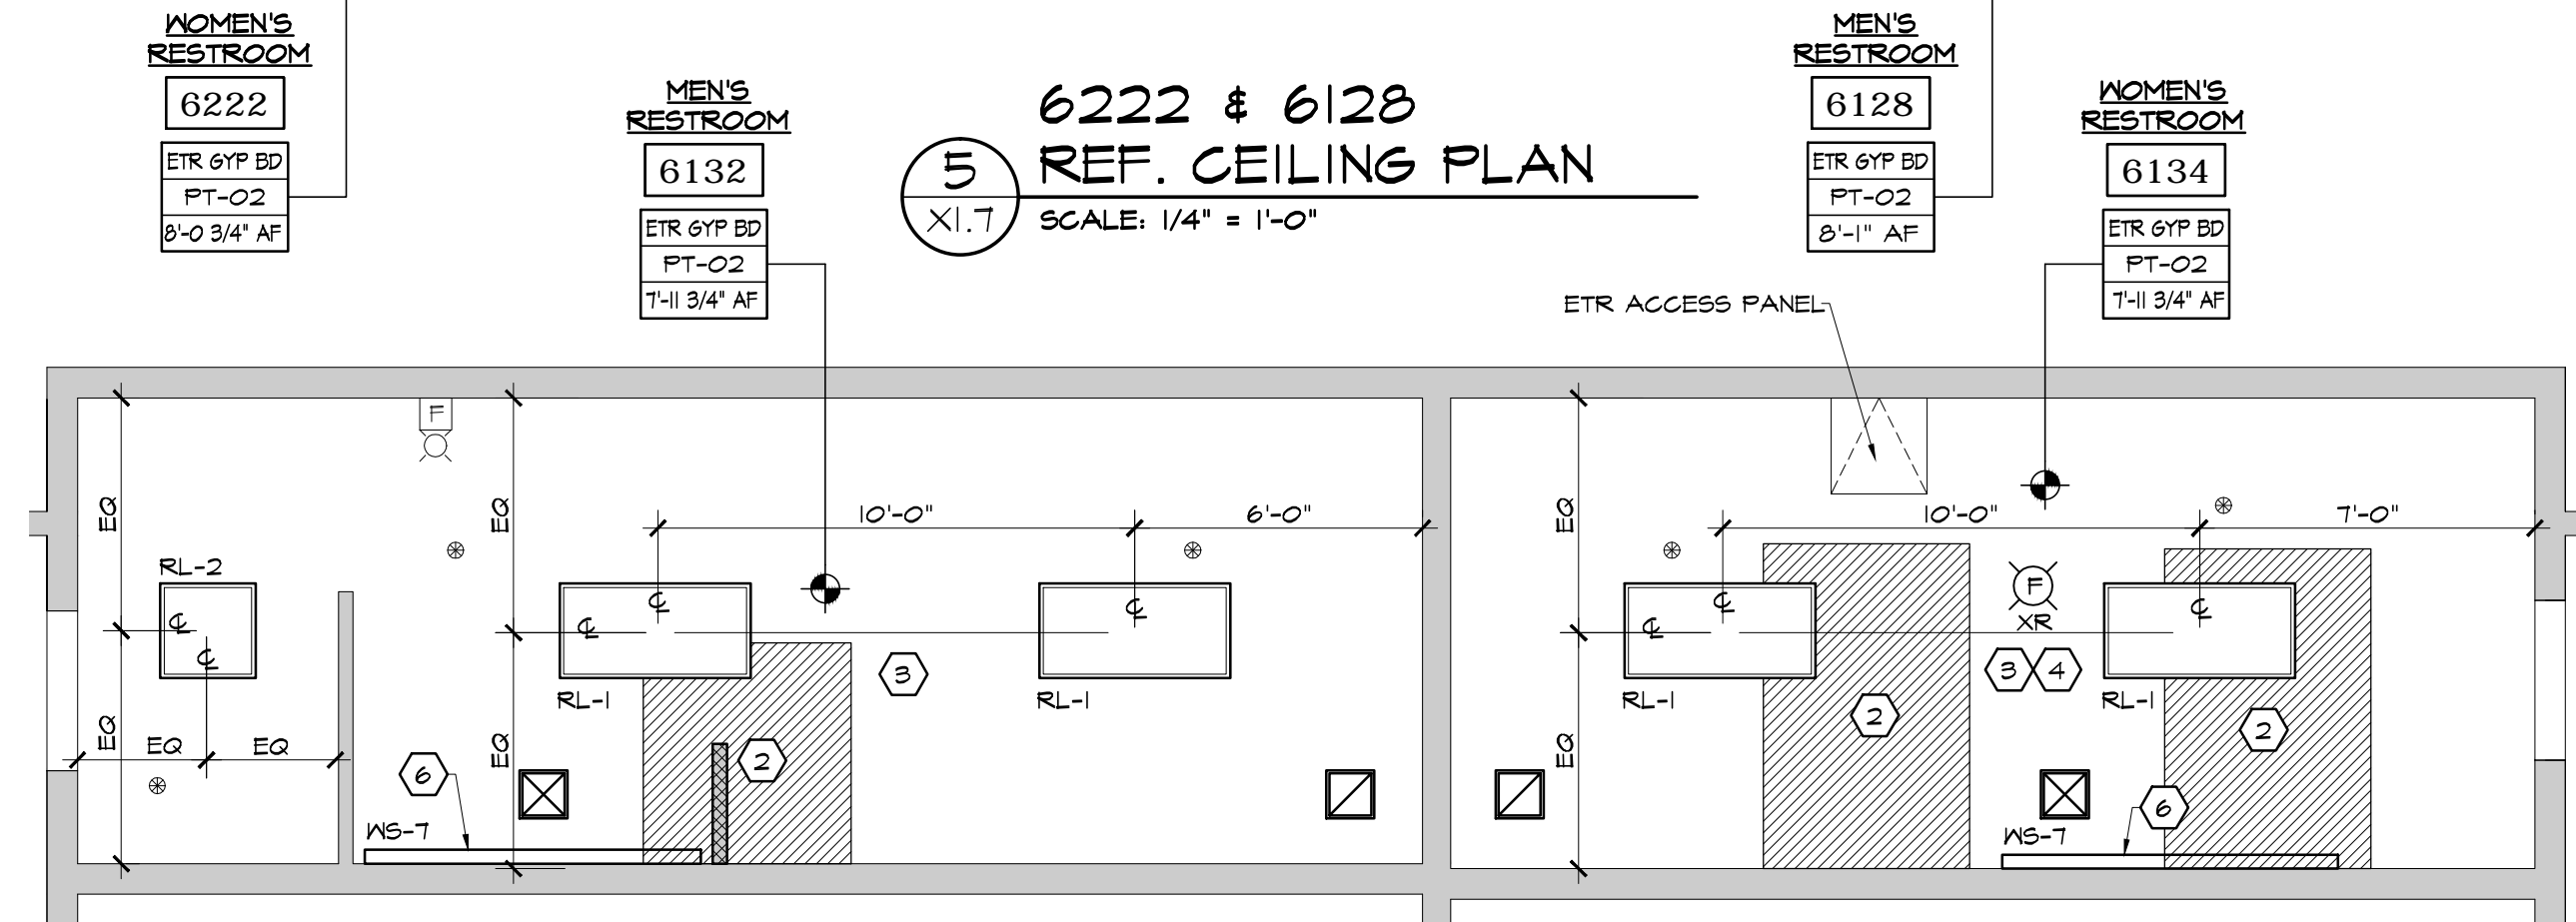 WOMEN'S
RESTROOM
6222
ETR GYP BD
PT-02
8'-0 3/4" AF
MEN'S
RESTROOM
6132
ETR GYP BD
PT-02
7'-11 3/4" AF
6222 & 6128
5
REF. CEILING PLAN
X1.7
SCALE: 1/4" = 1'-0"
MEN'S
RESTROOM
6128
ETR GYP BD
PT-02
8'-1" AF
WOMEN'S
RESTROOM
6134
ETR GYP BD
PT-02
7'-11 3/4" AF
ETR ACCESS PANEL
F
EQ
EQ
10'-0"
6'-0"
EQ
10'-0"
7'-0"
RL-2
℄
℄
℄
℄
℄
F
XR
℄
℄
℄
3
3
4
RL-1
RL-1
RL-1
RL-1
2
2
EQ
EQ
EQ
EQ
2
EQ
6
EQ
6
WS-7
WS-7